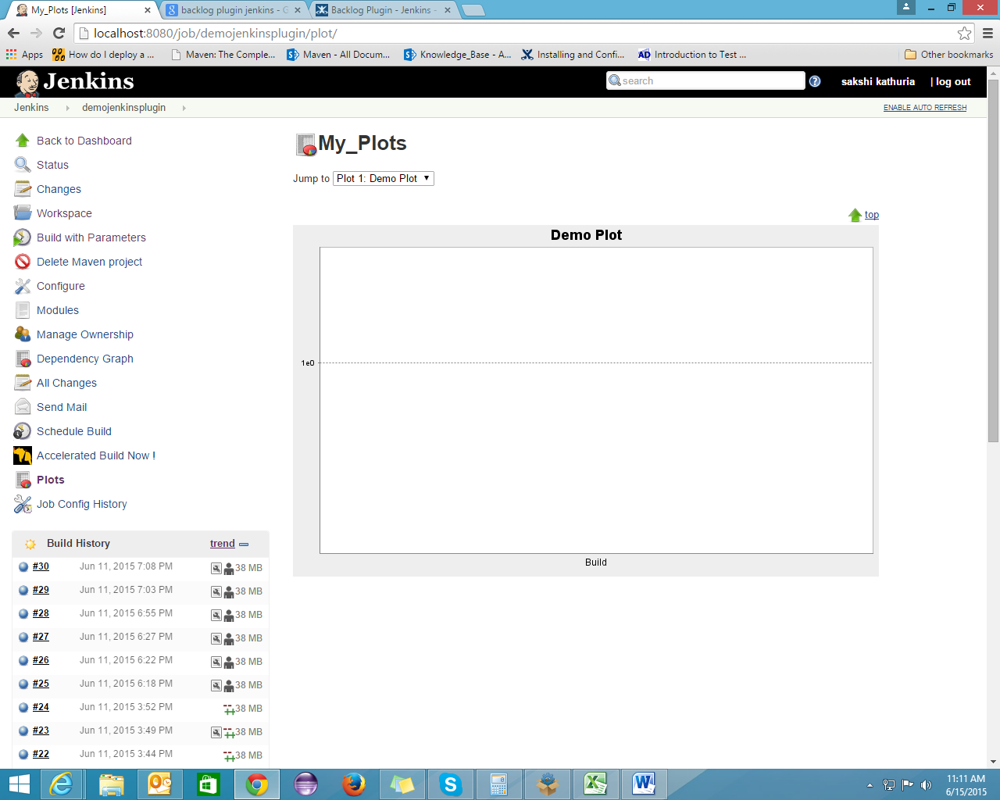 My_Plots [Jenkins]
backlog plugin jenkins - G
Backlog Plugin - Jenkins -
localhost:8080/job/demojenkinsplugin/plot/
Apps
How do I deploy a ...
Maven: The Comple...
Maven - All Docum...
Knowledge_Base - A...
Installing and Confi...
AD Introduction to Test ...
Other bookmarks
Jenkins
search
sakshi kathuria
| log out
Jenkins
demojenkinsplugin
ENABLE AUTO REFRESH
Back to Dashboard
Status
Changes
Workspace
Build with Parameters
Delete Maven project
Configure
Modules
Manage Ownership
Dependency Graph
All Changes
Send Mail
Schedule Build
Accelerated Build Now !
Plots
Job Config History
Build History
trend
#30 Jun 11, 2015 7:08 PM 38 MB
#29 Jun 11, 2015 7:03 PM 38 MB
#28 Jun 11, 2015 6:55 PM 38 MB
#27 Jun 11, 2015 6:27 PM 38 MB
#26 Jun 11, 2015 6:22 PM 38 MB
#25 Jun 11, 2015 6:18 PM 38 MB
#24 Jun 11, 2015 3:52 PM 38 MB
#23 Jun 11, 2015 3:49 PM 38 MB
#22 Jun 11, 2015 3:44 PM 38 MB
My_Plots
Jump to Plot 1: Demo Plot
top
Demo Plot
1e0
Build
11:11 AM
6/15/2015